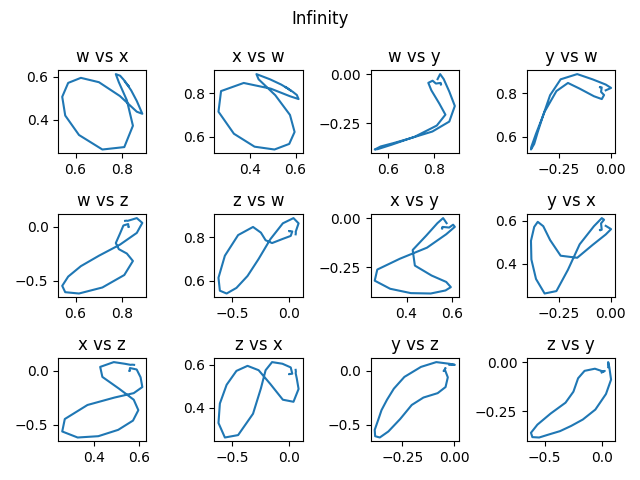 Infinity
w vs x
x vs w
w vs y
y vs w
0.6
0.4
0.6 0.8
0.8
0.6
0.4 0.6
0.00
−0.25
0.6 0.8
0.8
0.6
−0.25 0.00
w vs z
z vs w
x vs y
y vs x
0.0
−0.5
0.6 0.8
0.8
0.6
−0.5 0.0
0.00
−0.25
0.4 0.6
0.6
0.4
−0.25 0.00
x vs z
z vs x
y vs z
z vs y
0.0
−0.5
0.4 0.6
0.6
0.4
−0.5 0.0
0.0
−0.5
−0.25 0.00
0.00
−0.25
−0.5 0.0